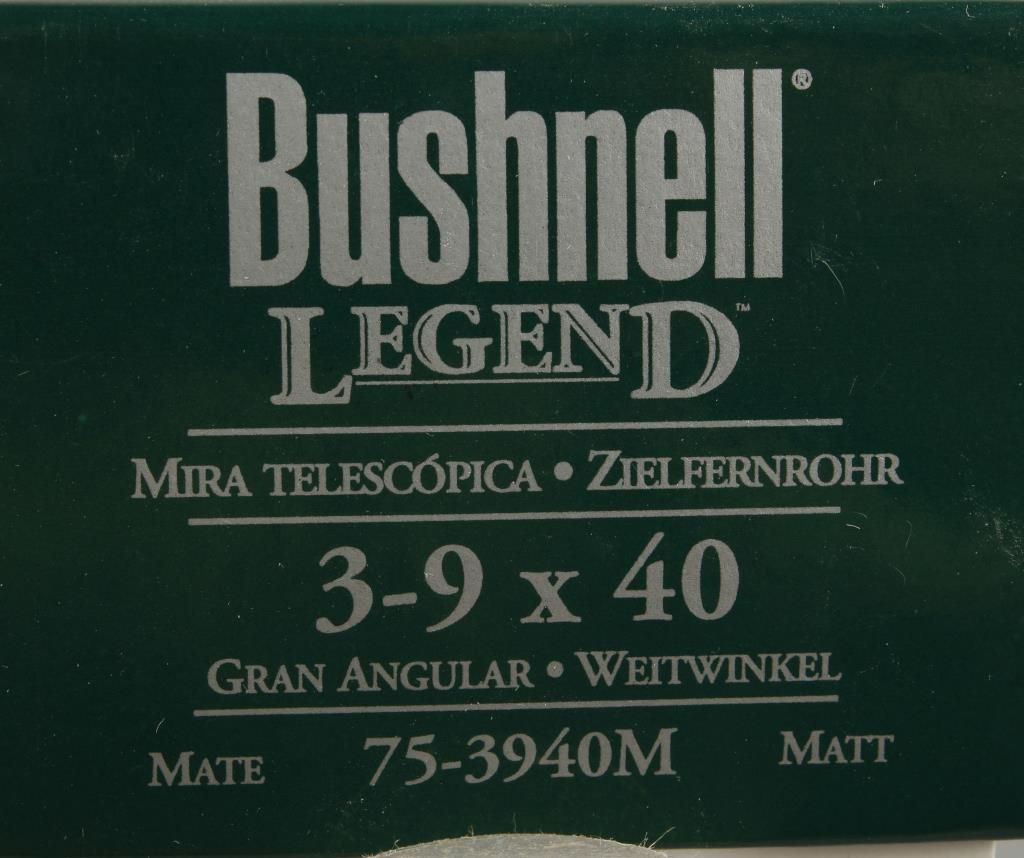 Bushnell®
LEGEND™
MIRA TELESCÓPICA • ZIELFERNROHR
3-9 x 40
GRAN ANGULAR • WEITWINKEL
MATE 75-3940M MATT